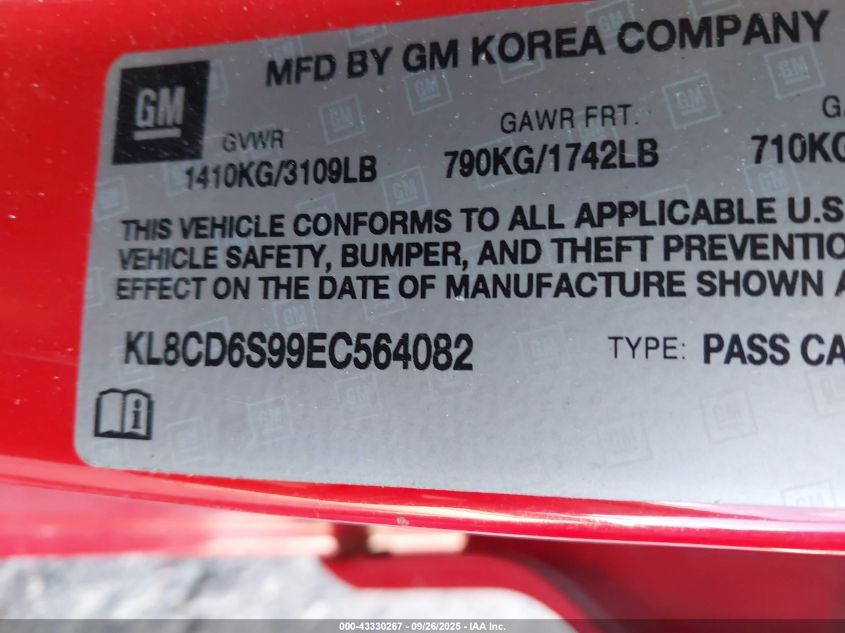 MFD BY GM KOREA COMPANY
GM
GVWR GAWR FRT.
1410KG/3109LB 790KG/1742LB 710KG
THIS VEHICLE CONFORMS TO ALL APPLICABLE U.S
VEHICLE SAFETY, BUMPER, AND THEFT PREVENTIO
EFFECT ON THE DATE OF MANUFACTURE SHOWN A
KL8CD6S99EC564082 TYPE: PASS CA
000-43330267 - 09/26/2025 - IAA Inc.